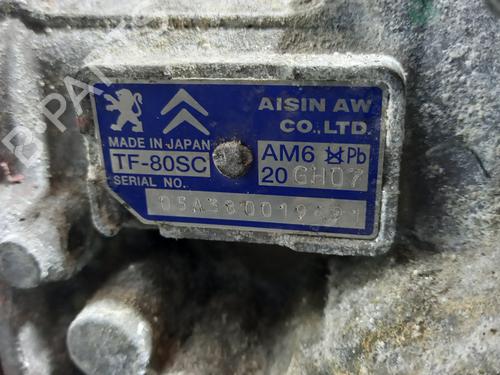 AISIN AW
CO.,LTD.
MADE IN JAPAN
TF-80SC
AM6 Pb
20 GH07
SERIAL NO.